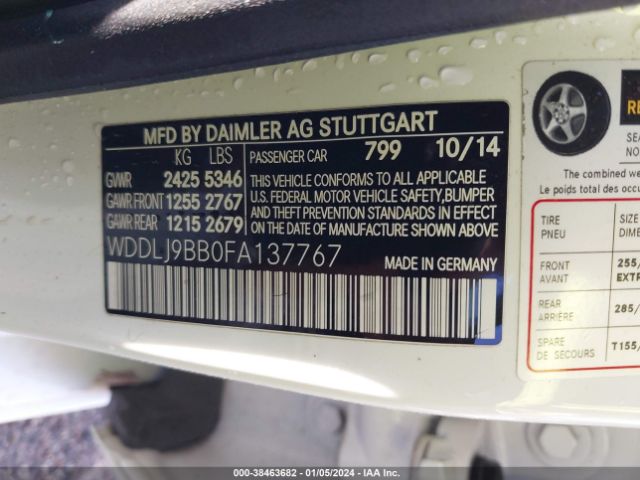 MFD BY DAIMLER AG STUTTGART
KG LBS
GVWR 2425 5346
GAWR FRONT 1255 2767
GAWR REAR 1215 2679
PASSENGER CAR 799 10/14
THIS VEHICLE CONFORMS TO ALL APPLICABLE
U.S. FEDERAL MOTOR VEHICLE SAFETY, BUMPER
AND THEFT PREVENTION STANDARDS IN EFFECT
ON THE DATE OF MANUFACTURE SHOWN ABOVE
WDDLJ9BB0FA137767
MADE IN GERMANY
The combined we
Le poids total des oc
TIRE
PNEU
SIZE
DIME
FRONT
AVANT
255/
EXTR
REAR
ARRIÈRE
285/
SPARE
DE SECOURS
T155/
000-38463682 - 01/05/2024 - IAA Inc.